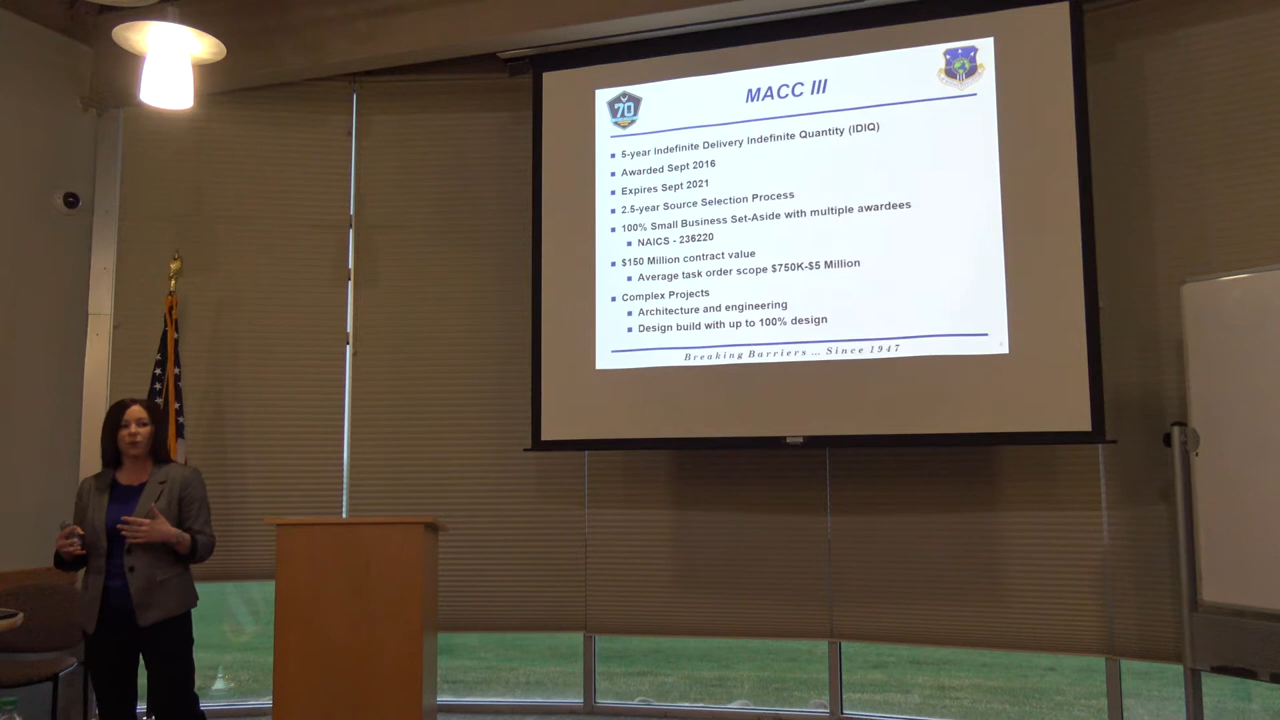 MACC III
70
5-year Indefinite Delivery Indefinite Quantity (IDIQ)
Awarded Sept 2016
Expires Sept 2021
2.5-year Source Selection Process
100% Small Business Set-Aside with multiple awardees
NAICS - 236220
$150 Million contract value
Average task order scope $750K-$5 Million
Complex Projects
Architecture and engineering
Design build with up to 100% design
Breaking Barriers ... Since 1947